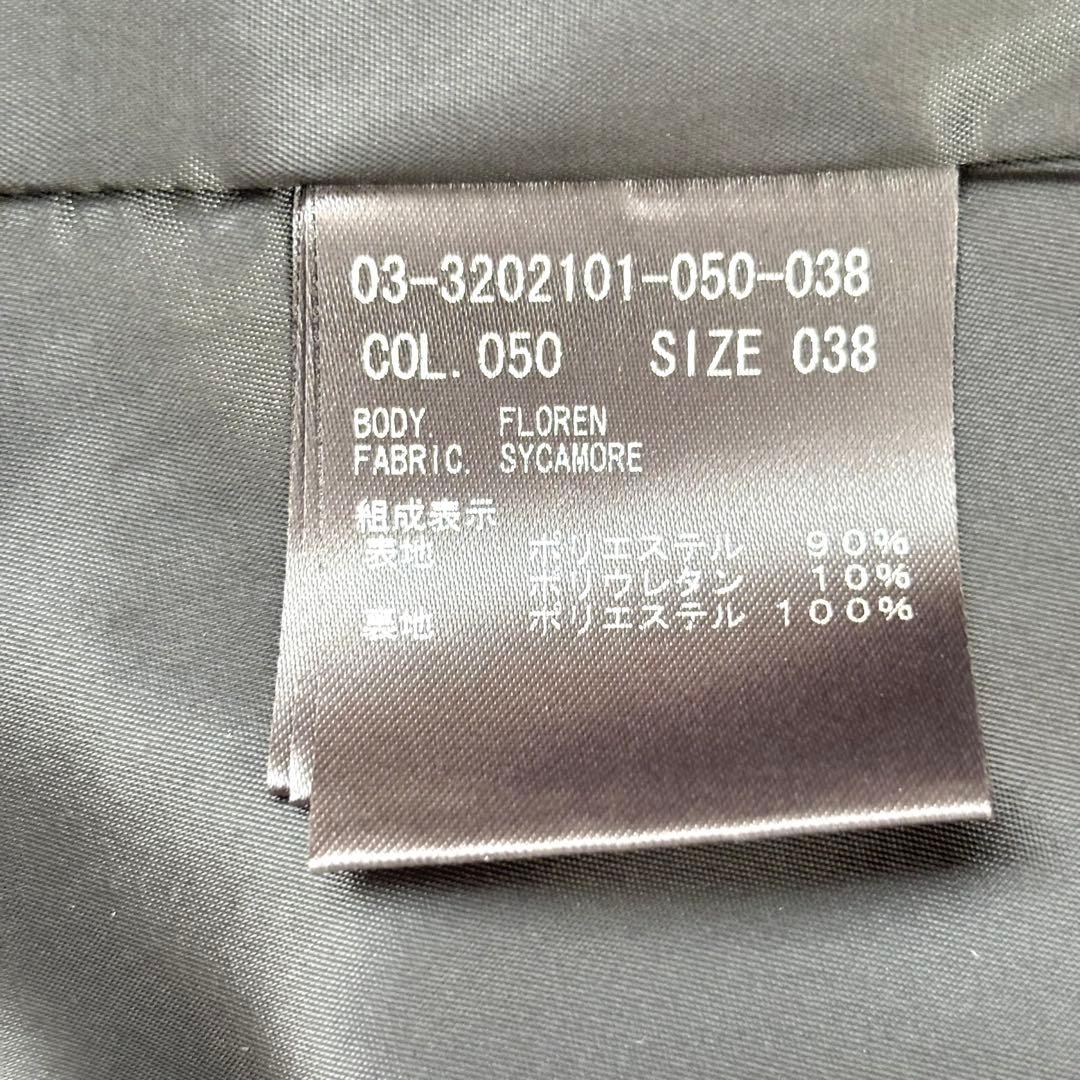 03-3202101-050-038
COL. 050 SIZE 038
BODY. FLOREN
FABRIC. SYCAMORE
組成表示
表地 ポリエステル 90%
ポリウレタン 10%
裏地 ポリエステル 100%